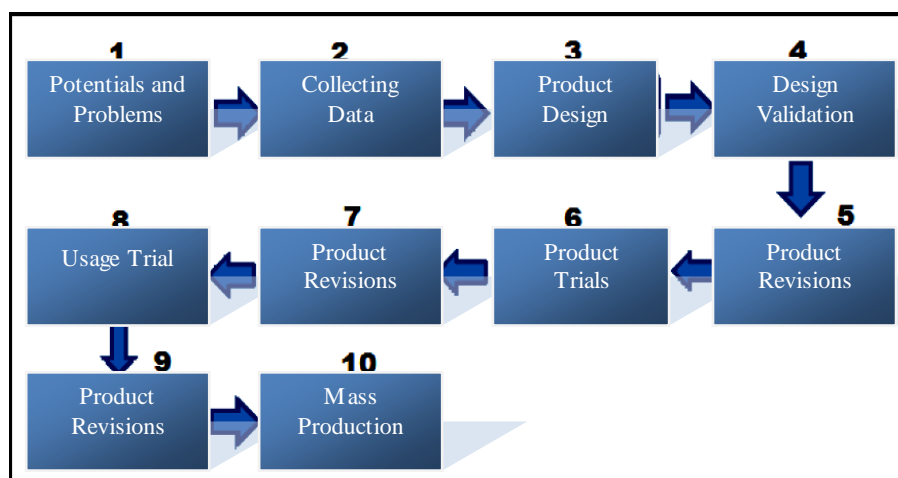 1
Potentials and
Problems
2
Collecting
Data
3
Product
Design
4
Design
Validation
5
Product
Revisions
6
Product
Trials
7
Product
Revisions
8
Usage Trial
9
Product
Revisions
10
Mass
Production